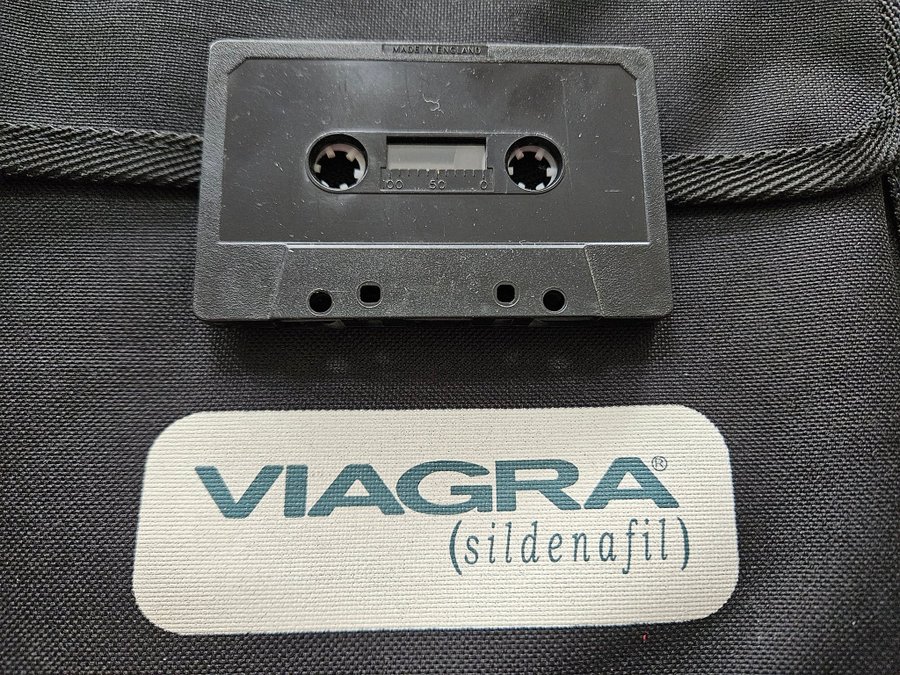 MADE IN ENGLAND
100 50 0
VIAGRA®
(sildenafil)